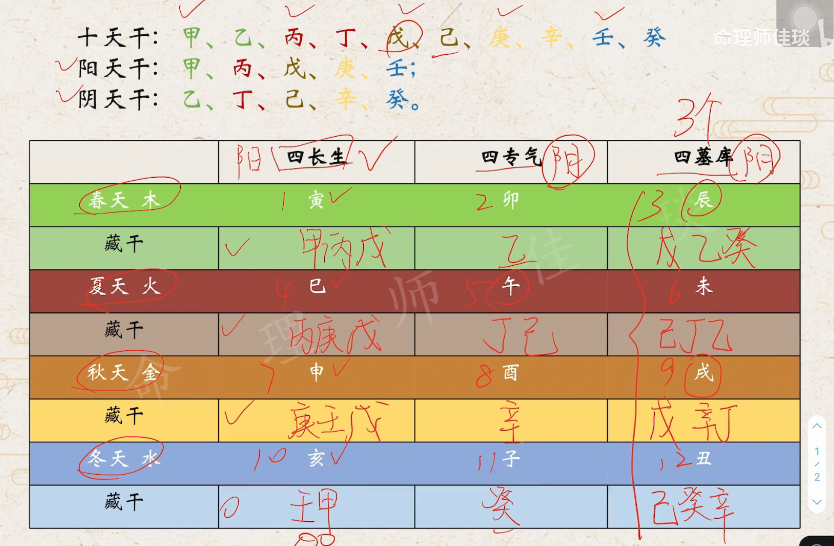 十天干：甲、乙、丙、丁、戊、己、庚、辛、壬、癸
命理师佳琰
阳天干：甲、丙、戊、庚、壬；
阴天干：乙、丁、己、辛、癸。
3个
阳 四长生 四专气 阴 四墓库 阴
春天 木 1 寅 2 卯 3 辰
藏干 甲丙戊 乙 戊乙癸
夏天 火 4 巳 5 午 6 未
藏干 丙庚戊 丁己 己丁乙
秋天 金 7 申 8 酉 9 戌
藏干 庚壬戊 辛 戊辛丁
冬天 水 10 亥 11 子 12 丑
藏干 壬甲 癸 己癸辛
命理师佳琰
1/2